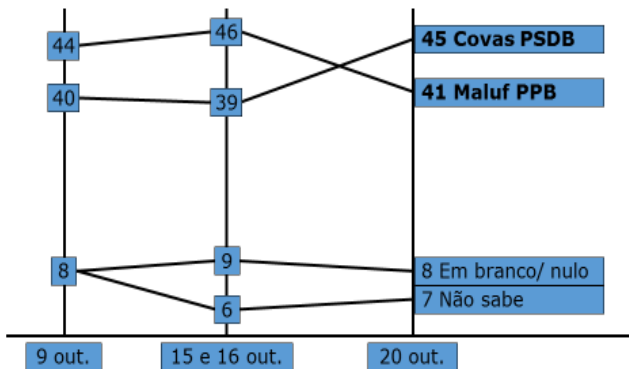 44
46
45 Covas PSDB
40
39
41 Maluf PPB
8
9
8 Em branco/ nulo
6
7 Não sabe
9 out.
15 e 16 out.
20 out.